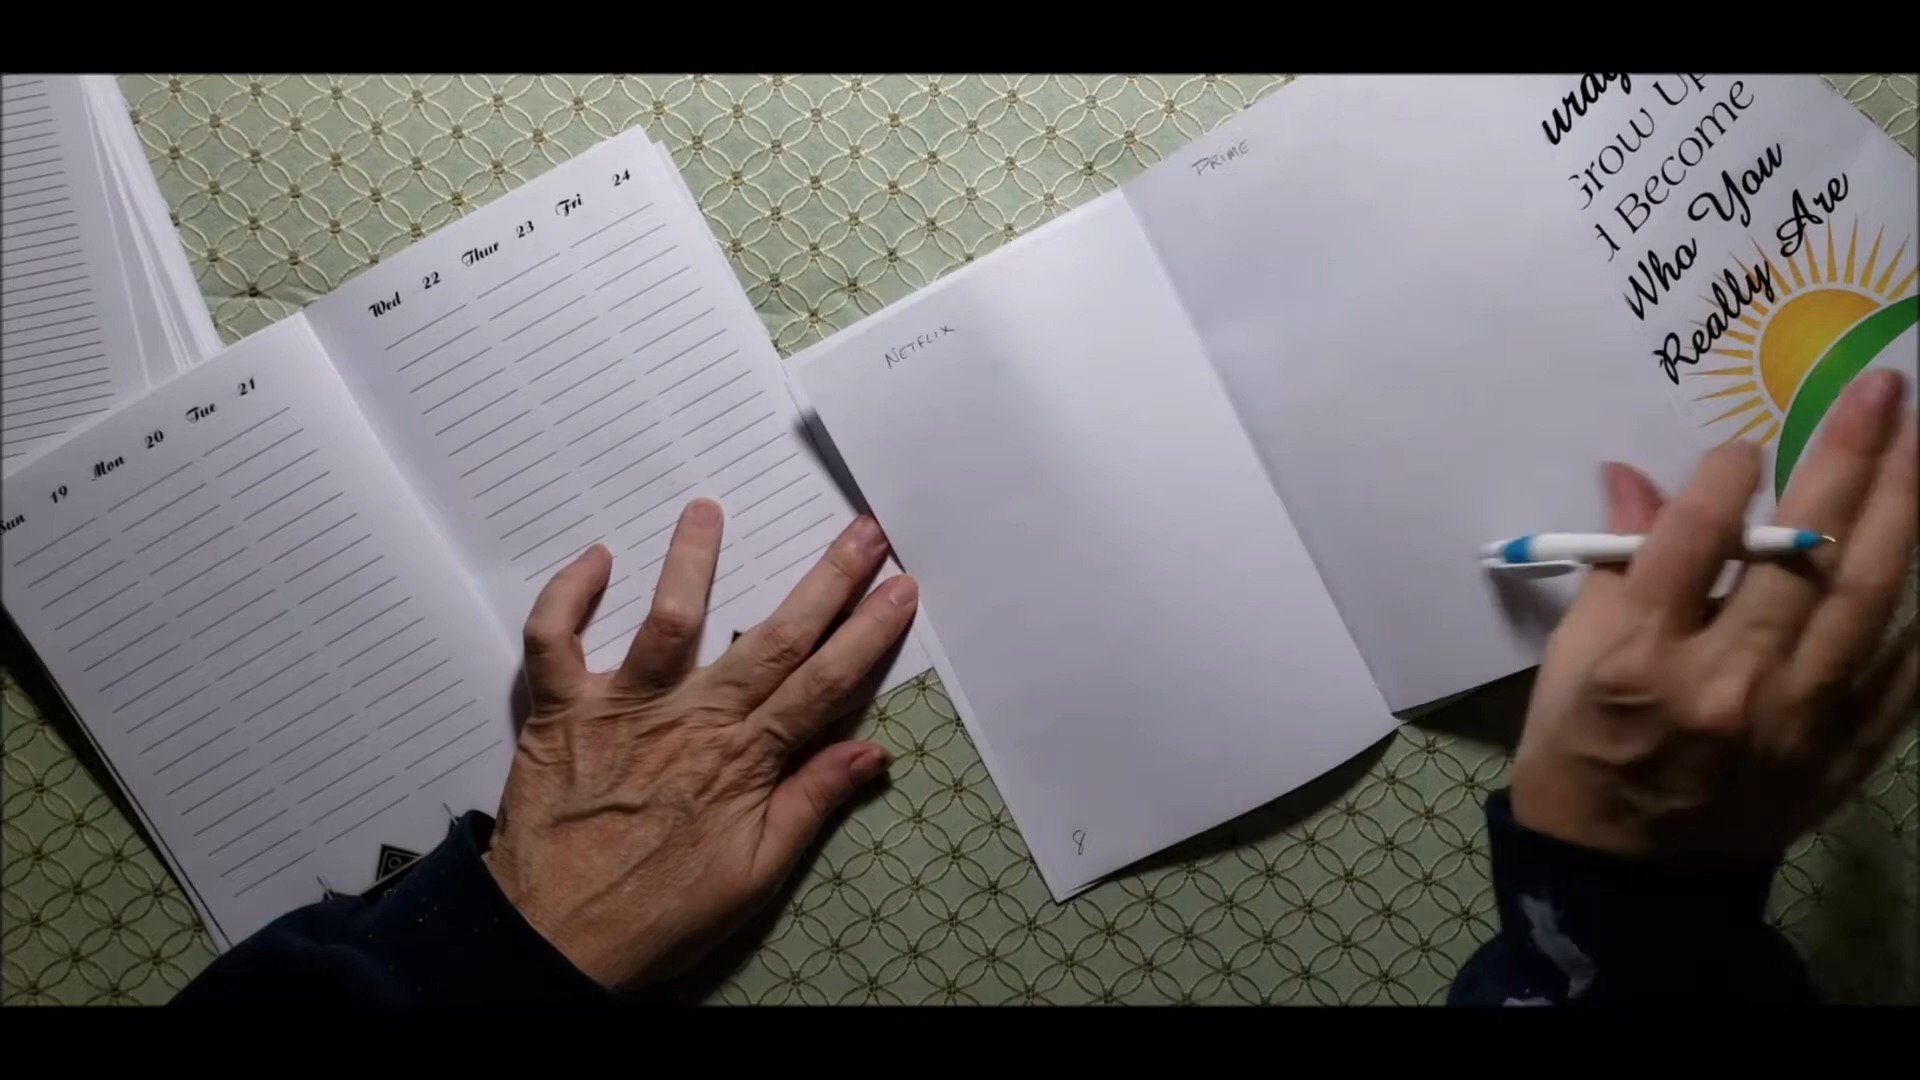 Sun 19 Mon 20 Tue 21
Wed 22 Thur 23 Fri 24
NETFLIX
8
PRIME
Grow Up
d Become
Who You
Really Are